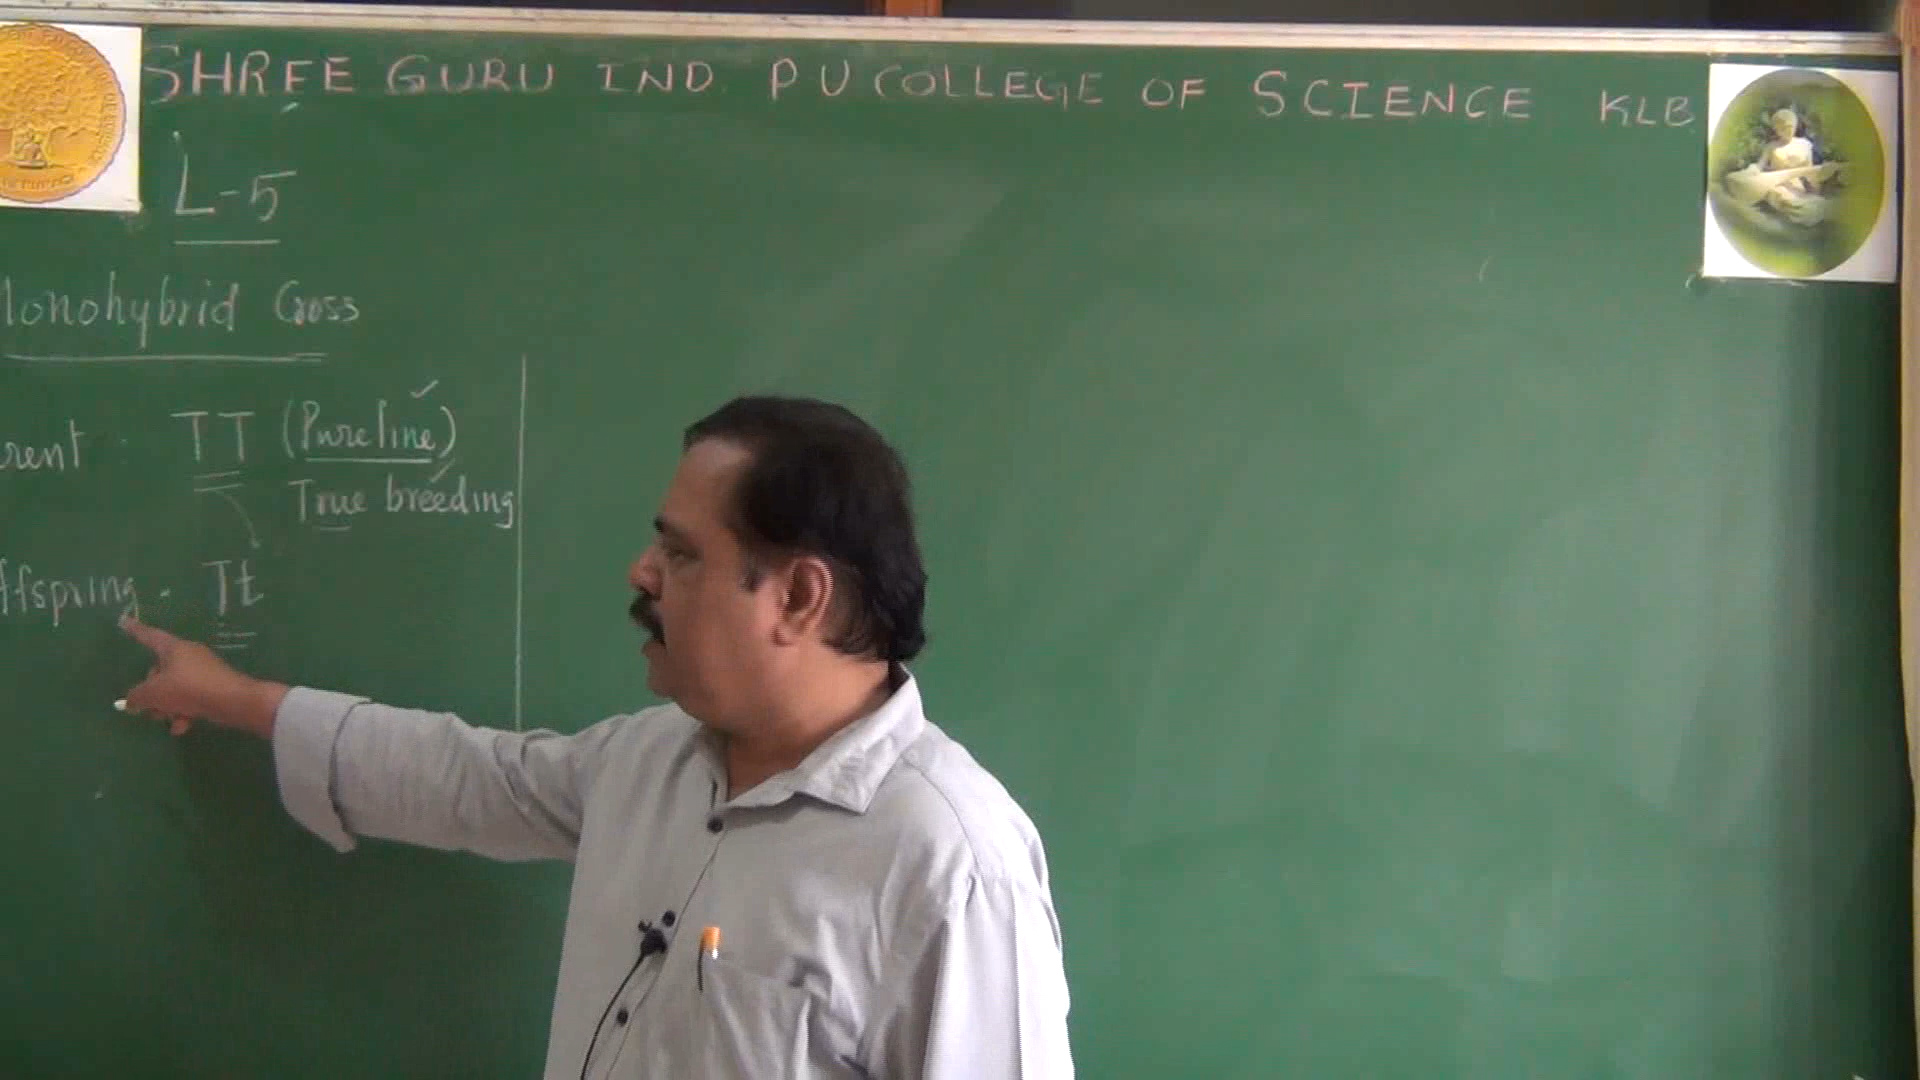 SHREE GURU IND. PU COLLEGE OF SCIENCE KLB
L-5
Monohybrid Cross
rent : TT (Pureline)
True breeding
ffspring - Tt